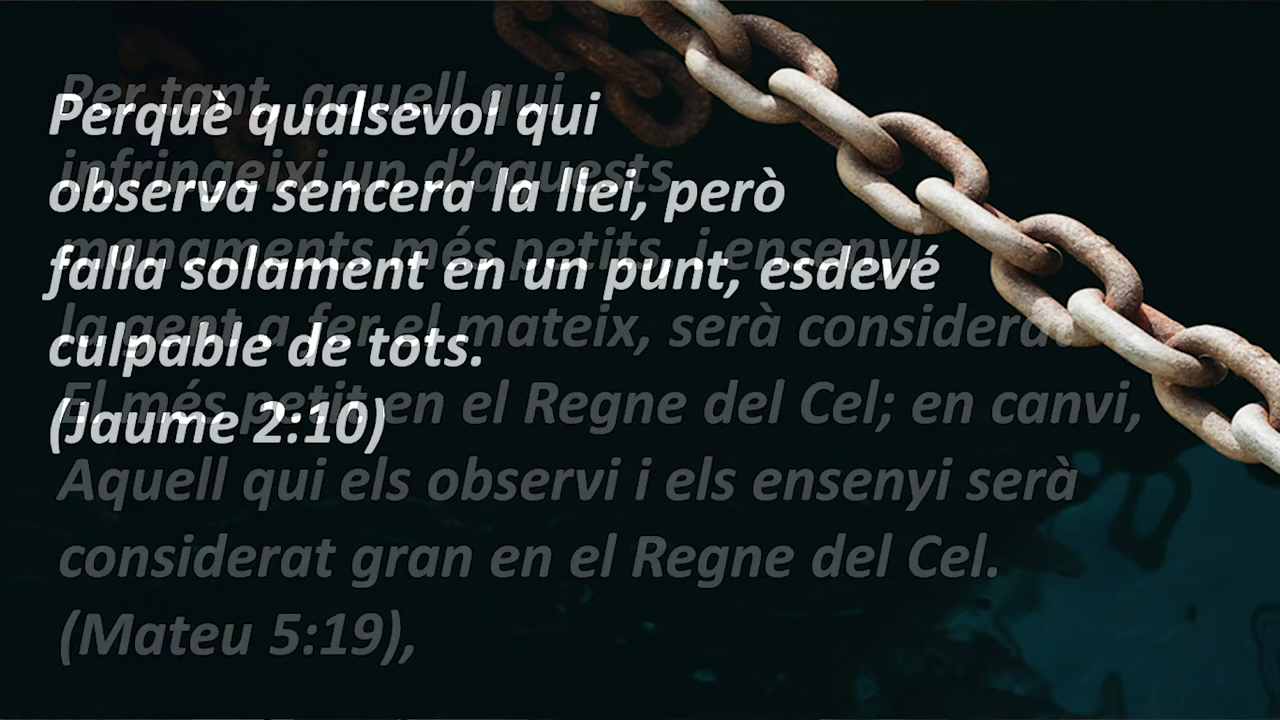 Perquè qualsevol qui
observa sencera la llei, però
falla solament en un punt, esdevé
culpable de tots.
(Jaume 2:10)
Per tant, aquell qui
infringeixi un d’aquests
manaments més petits, i ensenyi
la gent a fer el mateix, serà considerat
El més petit en el Regne del Cel; en canvi,
Aquell qui els observi i els ensenyi serà
considerat gran en el Regne del Cel.
(Mateu 5:19),